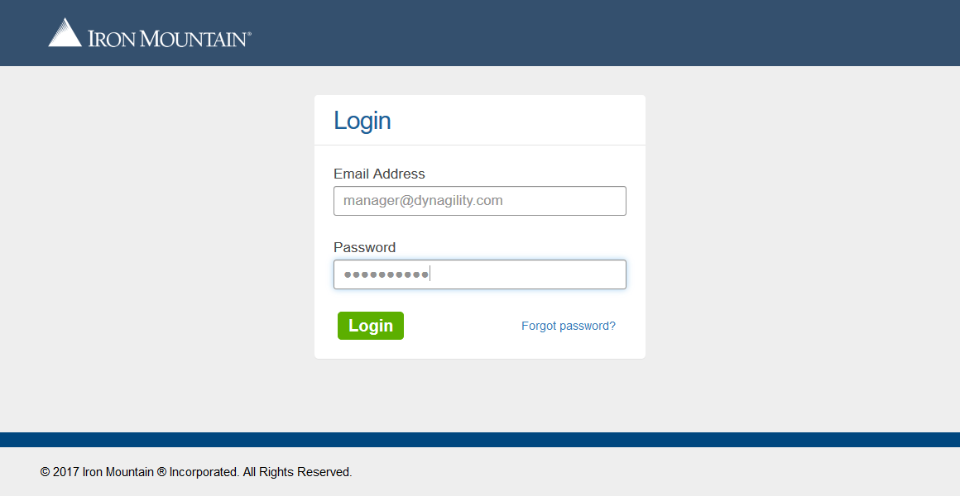 IRON MOUNTAIN®
Login
Email Address
manager@dynagility.com
Password
●●●●●●●●●●
Login Forgot password?
© 2017 Iron Mountain ® Incorporated. All Rights Reserved.